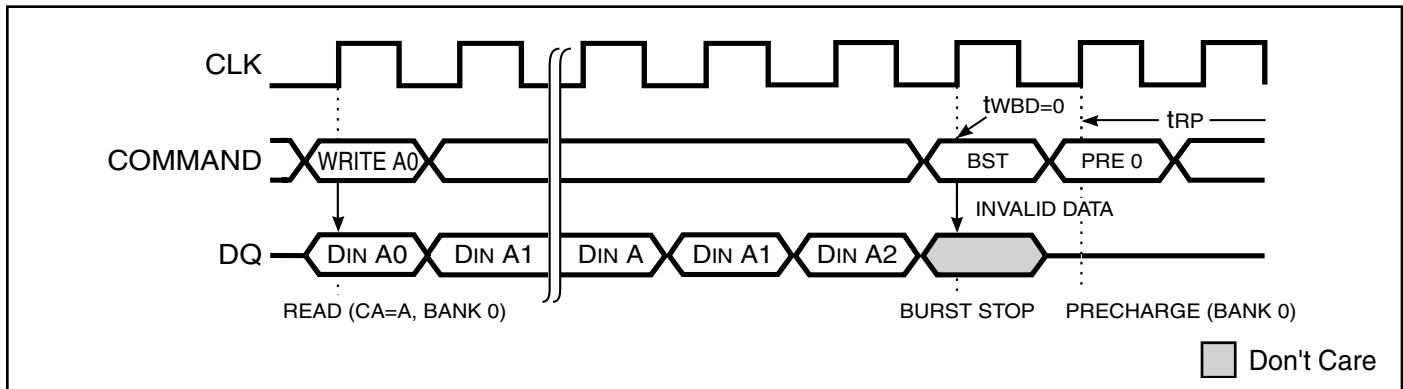 CLK
tWBD=0
tRP
COMMAND
WRITE A0
BST
PRE 0
INVALID DATA
DQ
DIN A0
DIN A1
DIN A
DIN A1
DIN A2
READ (CA=A, BANK 0)
BURST STOP
PRECHARGE (BANK 0)
Don't Care